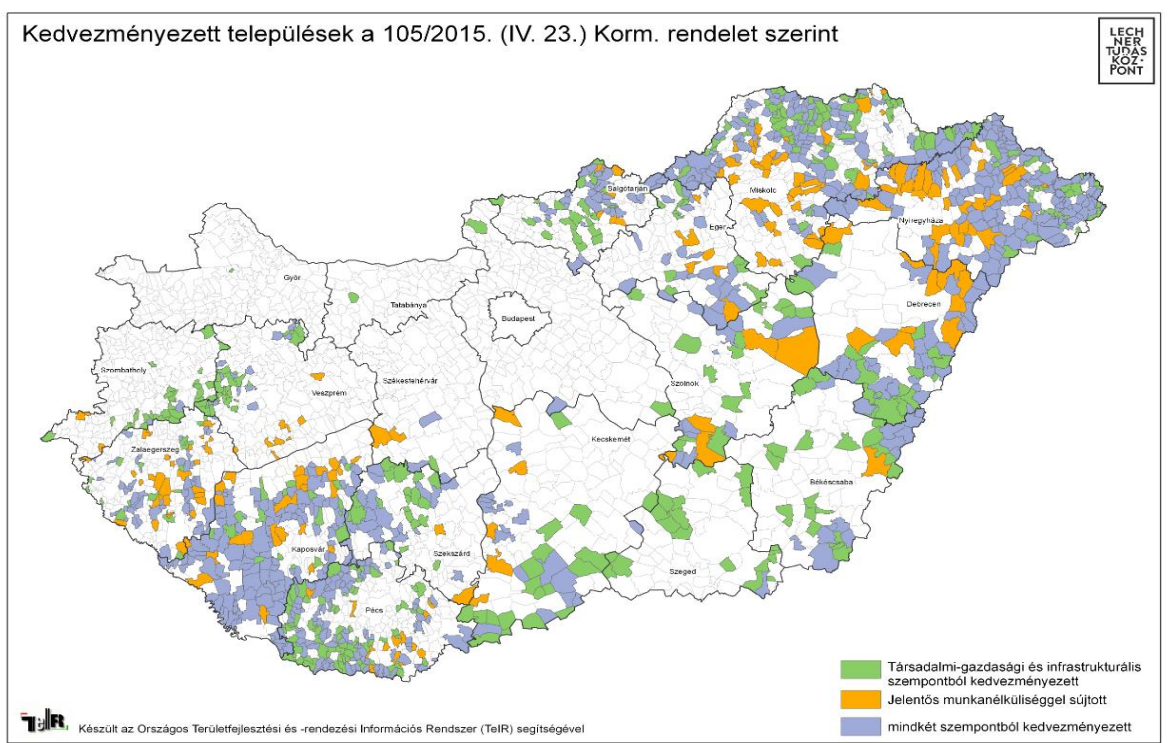 Kedvezményezett települések a 105/2015. (IV. 23.) Korm. rendelet szerint
LECH
NER
TUDÁS
KÖZ·
PONT
Salgótarján
Miskolc
Eger
Nyíregyháza
Győr
Tatabánya
Budapest
Debrecen
Szombathely
Veszprém
Székesfehérvár
Szolnok
Zalaegerszeg
Kecskemét
Békéscsaba
Kaposvár
Szekszárd
Szeged
Pécs
Társadalmi-gazdasági és infrastrukturális
szempontból kedvezményezett
Jelentős munkanélküliséggel sújtott
mindkét szempontból kedvezményezett
TeIR
Készült az Országos Területfejlesztési és -rendezési Információs Rendszer (TeIR) segítségével